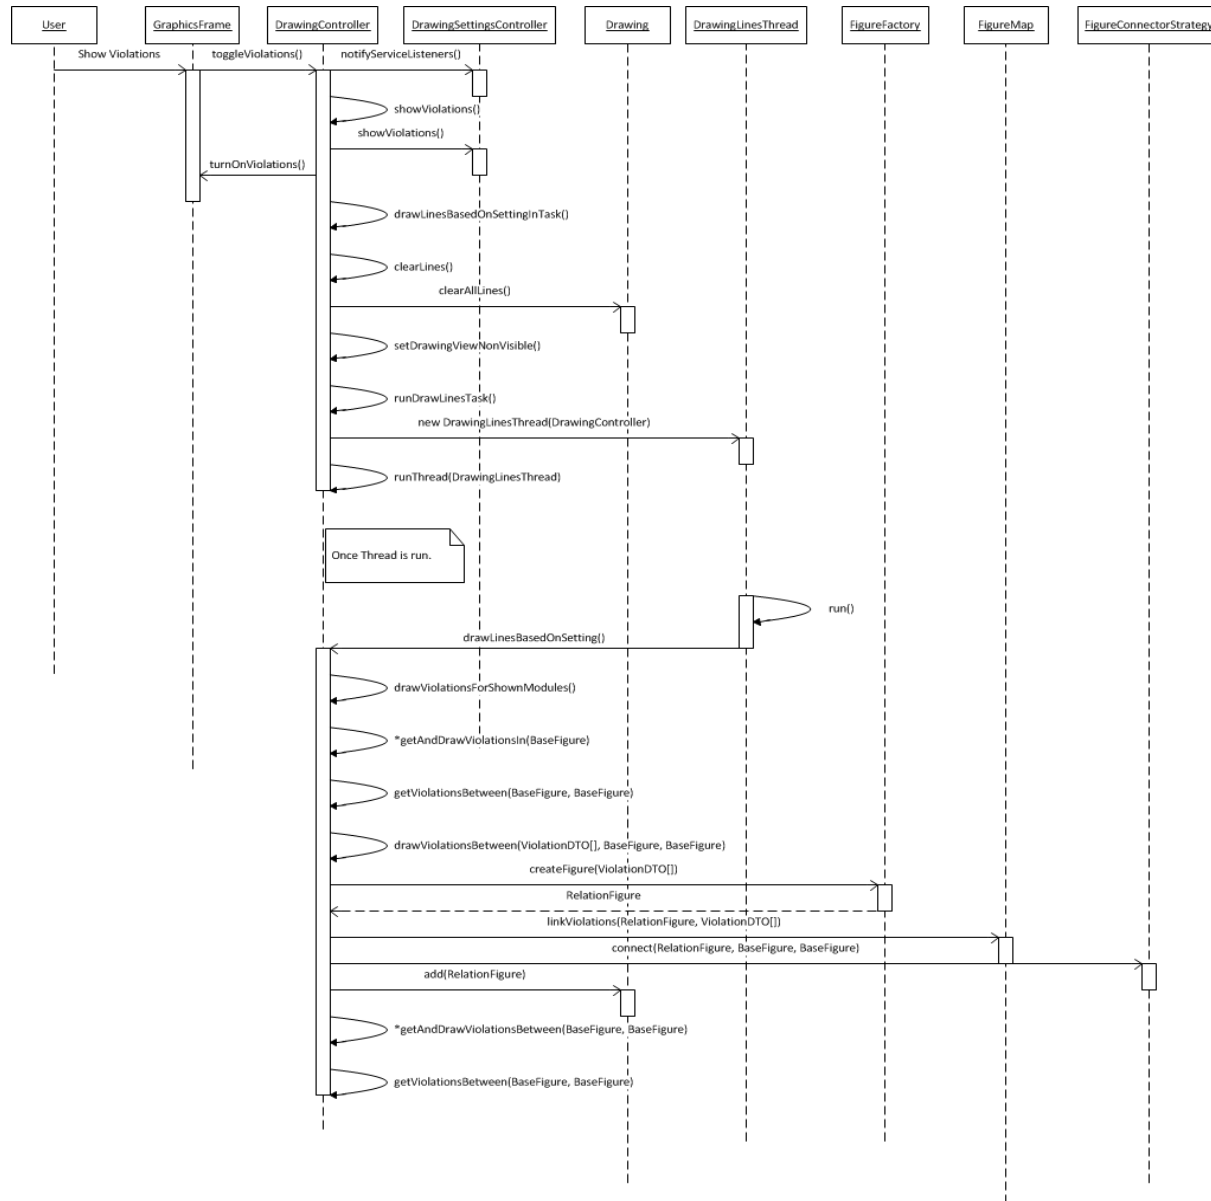 User
GraphicsFrame
DrawingController
DrawingSettingsController
Drawing
DrawingLinesThread
FigureFactory
FigureMap
FigureConnectorStrategy
Show Violations
toggleViolations()
notifyServiceListeners()
showViolations()
showViolations()
turnOnViolations()
drawLinesBasedOnSettingInTask()
clearLines()
clearAllLines()
setDrawingViewNonVisible()
runDrawLinesTask()
new DrawingLinesThread(DrawingController)
runThread(DrawingLinesThread)
Once Thread is run.
run()
drawLinesBasedOnSetting()
drawViolationsForShownModules()
*getAndDrawViolationsIn(BaseFigure)
getViolationsBetween(BaseFigure, BaseFigure)
drawViolationsBetween(ViolationDTO[], BaseFigure, BaseFigure)
createFigure(ViolationDTO[])
RelationFigure
linkViolations(RelationFigure, ViolationDTO[])
connect(RelationFigure, BaseFigure, BaseFigure)
add(RelationFigure)
*getAndDrawViolationsBetween(BaseFigure, BaseFigure)
getViolationsBetween(BaseFigure, BaseFigure)